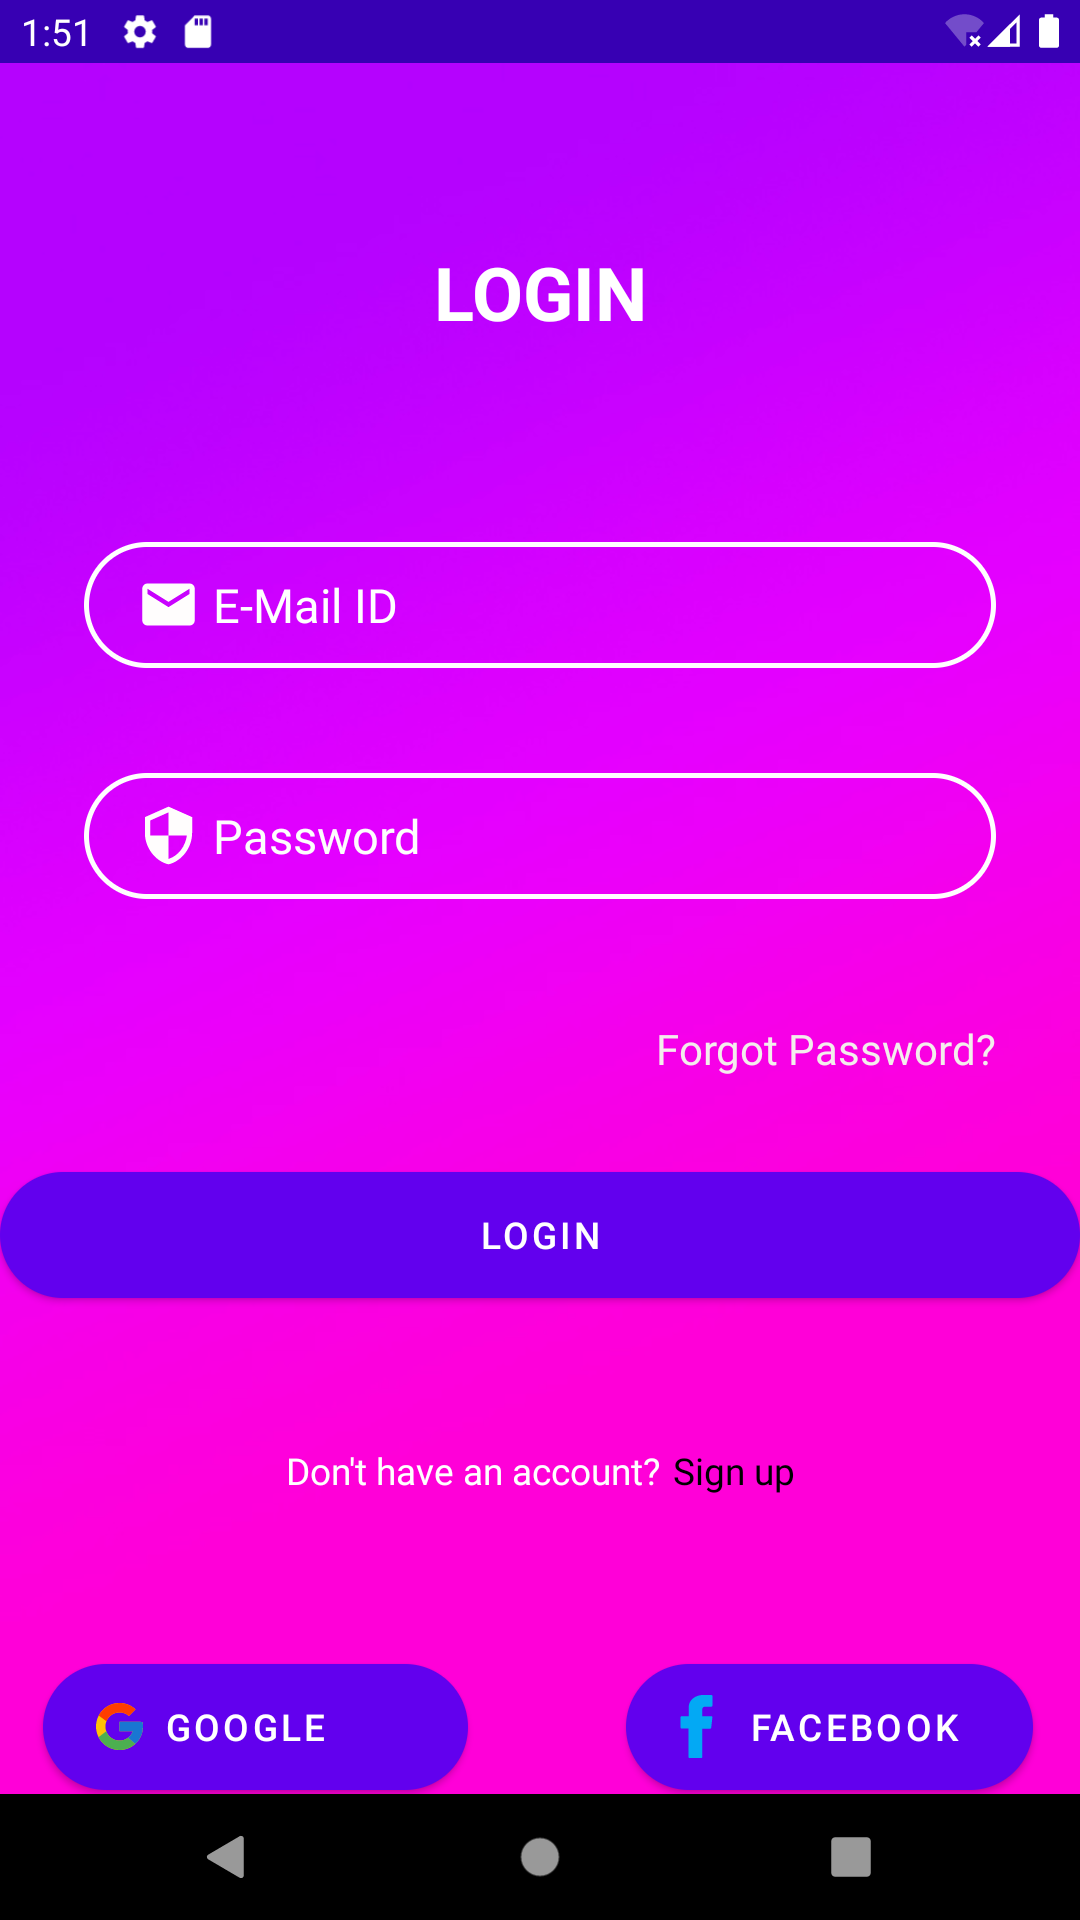 1:51
LOGIN
E-Mail ID
Password
Forgot Password?
LOGIN
Don't have an account? Sign up
GOOGLE
FACEBOOK